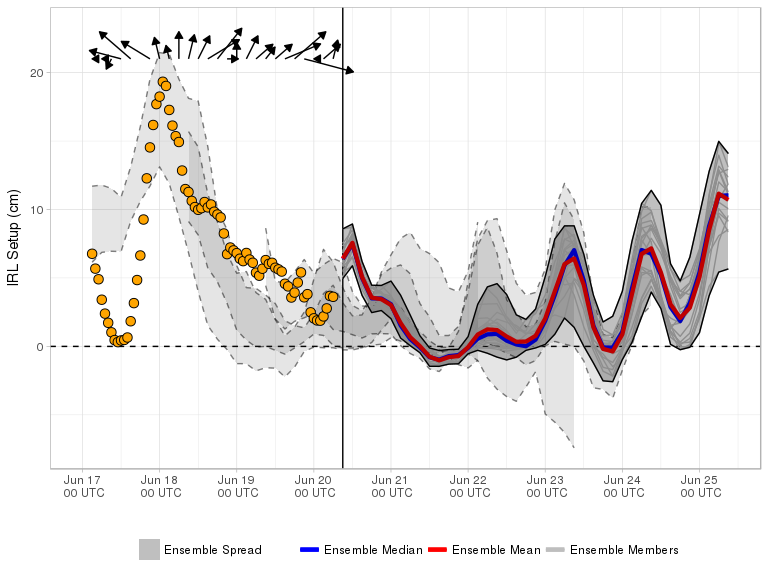 IRL Setup (cm)
20
10
0
Jun 17 Jun 18 Jun 19 Jun 20 Jun 21 Jun 22 Jun 23 Jun 24 Jun 25
00 UTC 00 UTC 00 UTC 00 UTC 00 UTC 00 UTC 00 UTC 00 UTC 00 UTC
Ensemble Spread Ensemble Median Ensemble Mean Ensemble Members